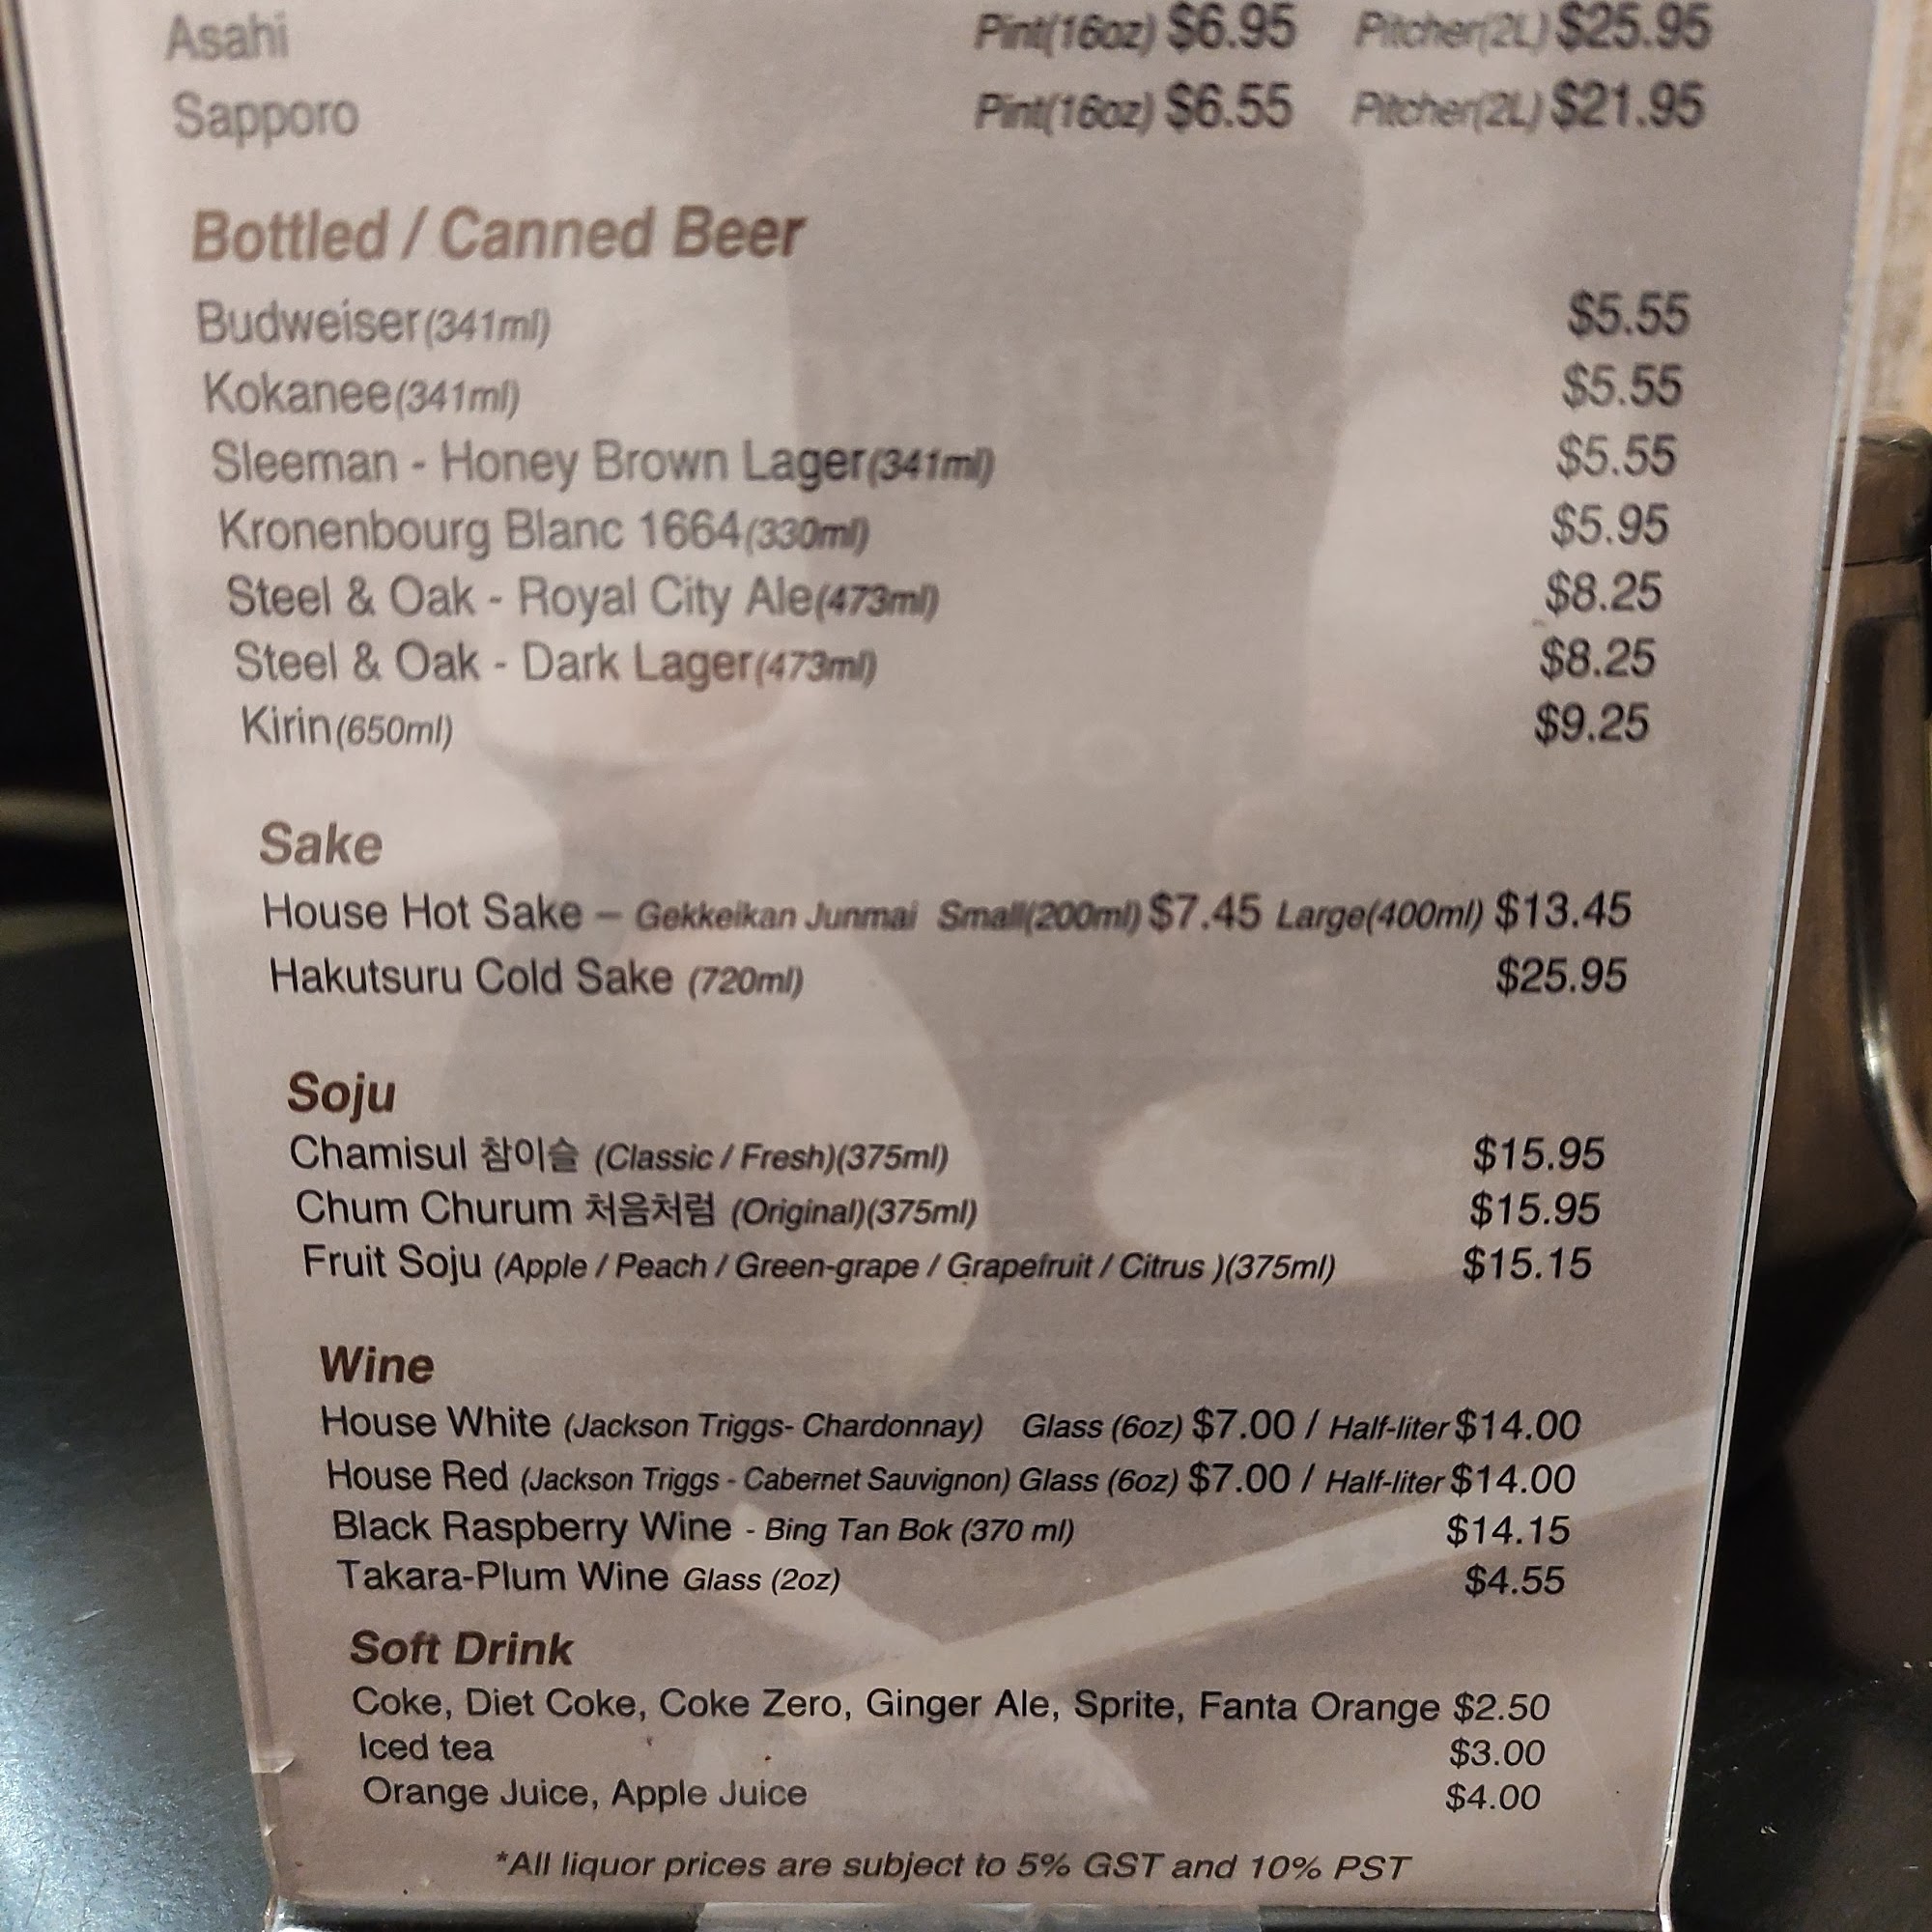 Asahi Pint(16oz) $6.95 Pitcher(2L) $25.95
Sapporo Pint(16oz) $6.55 Pitcher(2L) $21.95
Bottled / Canned Beer
Budweiser(341ml) $5.55
Kokanee(341ml) $5.55
Sleeman - Honey Brown Lager(341ml) $5.55
Kronenbourg Blanc 1664(330ml) $5.95
Steel & Oak - Royal City Ale(473ml) $8.25
Steel & Oak - Dark Lager(473ml) $8.25
Kirin(650ml) $9.25
Sake
House Hot Sake – Gekkeikan Junmai Small(200ml) $7.45 Large(400ml) $13.45
Hakutsuru Cold Sake (720ml) $25.95
Soju
Chamisul 참이슬 (Classic / Fresh)(375ml) $15.95
Chum Churum 처음처럼 (Original)(375ml) $15.95
Fruit Soju (Apple / Peach / Green-grape / Grapefruit / Citrus )(375ml) $15.15
Wine
House White (Jackson Triggs- Chardonnay) Glass (6oz) $7.00 / Half-liter $14.00
House Red (Jackson Triggs - Cabernet Sauvignon) Glass (6oz) $7.00 / Half-liter $14.00
Black Raspberry Wine - Bing Tan Bok (370 ml) $14.15
Takara-Plum Wine Glass (2oz) $4.55
Soft Drink
Coke, Diet Coke, Coke Zero, Ginger Ale, Sprite, Fanta Orange $2.50
Iced tea $3.00
Orange Juice, Apple Juice $4.00
*All liquor prices are subject to 5% GST and 10% PST